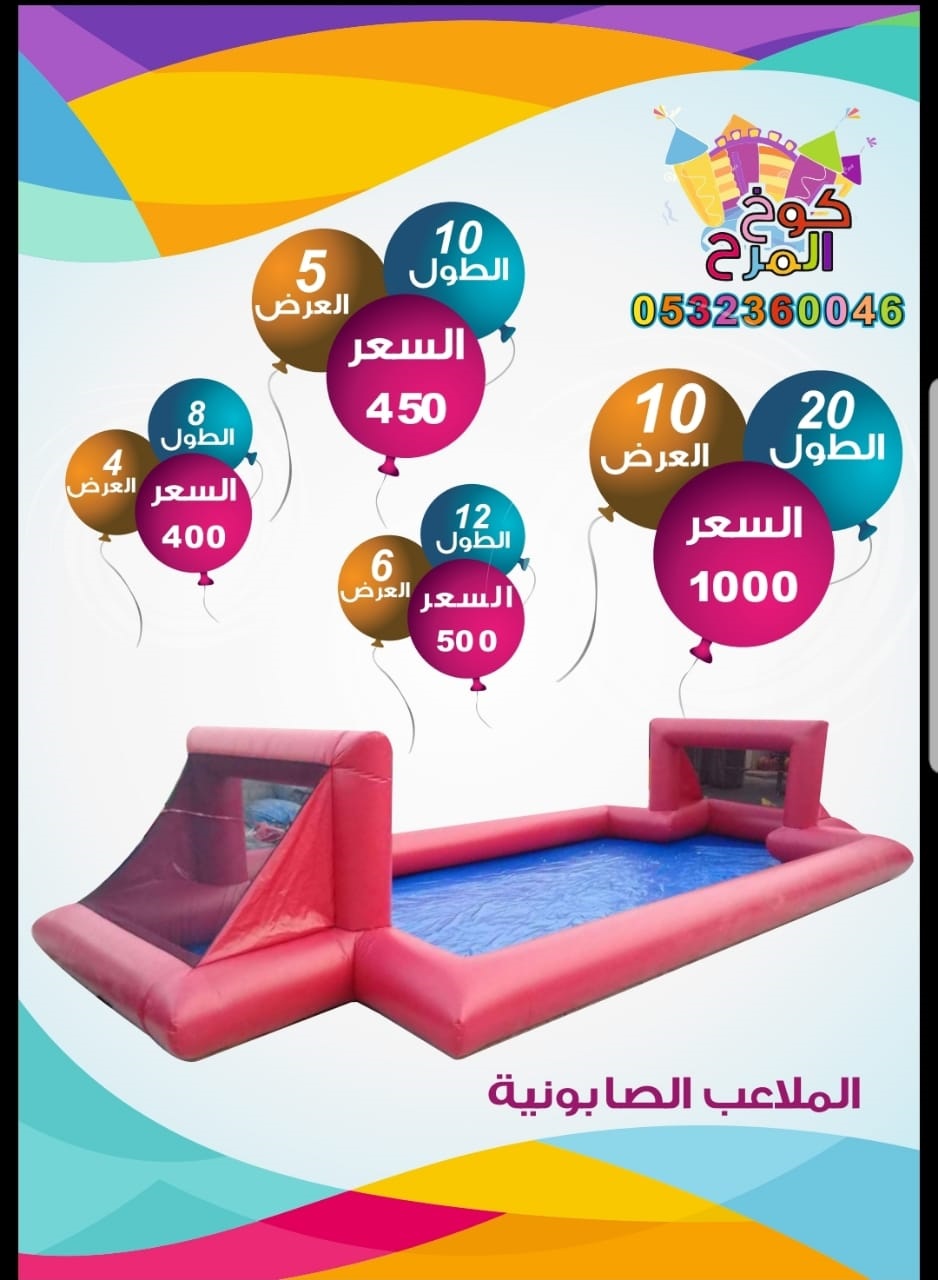 كوخ
المرح
0532360046
10
الطول
5
العرض
السعر
450
20
الطول
10
العرض
السعر
1000
8
الطول
4
العرض
السعر
400
12
الطول
6
العرض
السعر
500
الملاعب الصابونية